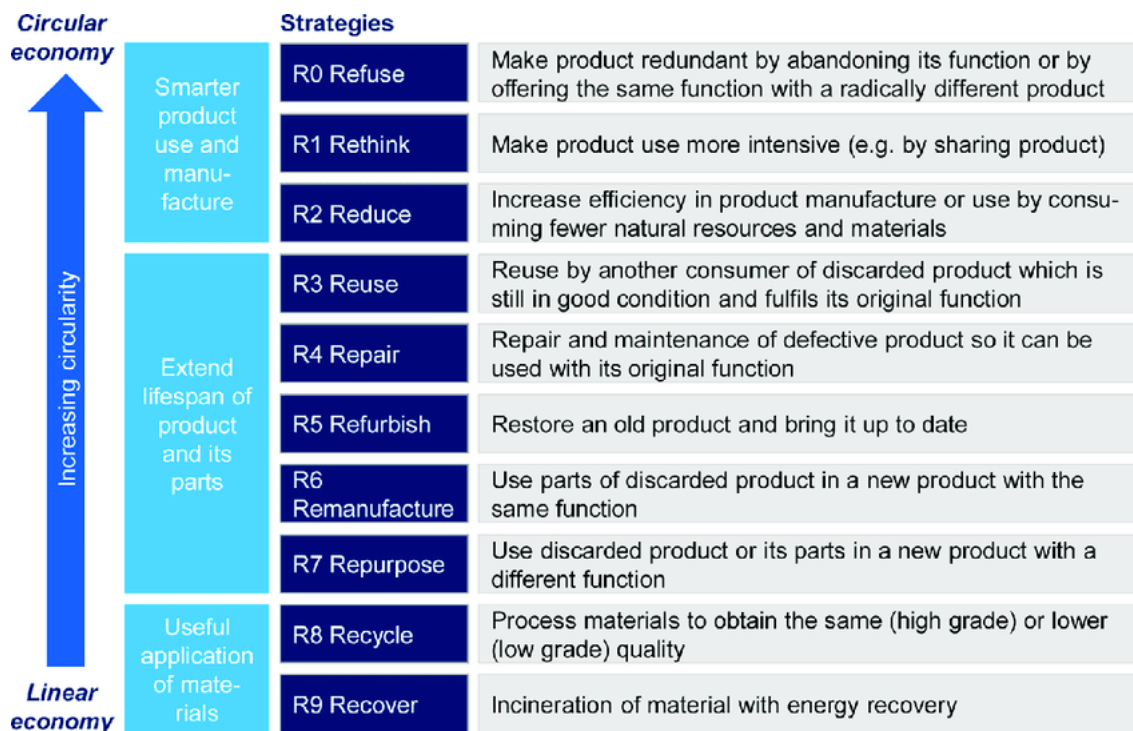 Circular
economy
Strategies
Smarter
product
use and
manu-
facture
R0 Refuse
Make product redundant by abandoning its function or by
offering the same function with a radically different product
R1 Rethink
Make product use more intensive (e.g. by sharing product)
R2 Reduce
Increase efficiency in product manufacture or use by consu-
ming fewer natural resources and materials
Increasing circularity
Extend
lifespan of
product
and its
parts
R3 Reuse
Reuse by another consumer of discarded product which is
still in good condition and fulfils its original function
R4 Repair
Repair and maintenance of defective product so it can be
used with its original function
R5 Refurbish
Restore an old product and bring it up to date
R6
Remanufacture
Use parts of discarded product in a new product with the
same function
R7 Repurpose
Use discarded product or its parts in a new product with a
different function
Useful
application
of mate-
rials
R8 Recycle
Process materials to obtain the same (high grade) or lower
(low grade) quality
R9 Recover
Incineration of material with energy recovery
Linear
economy